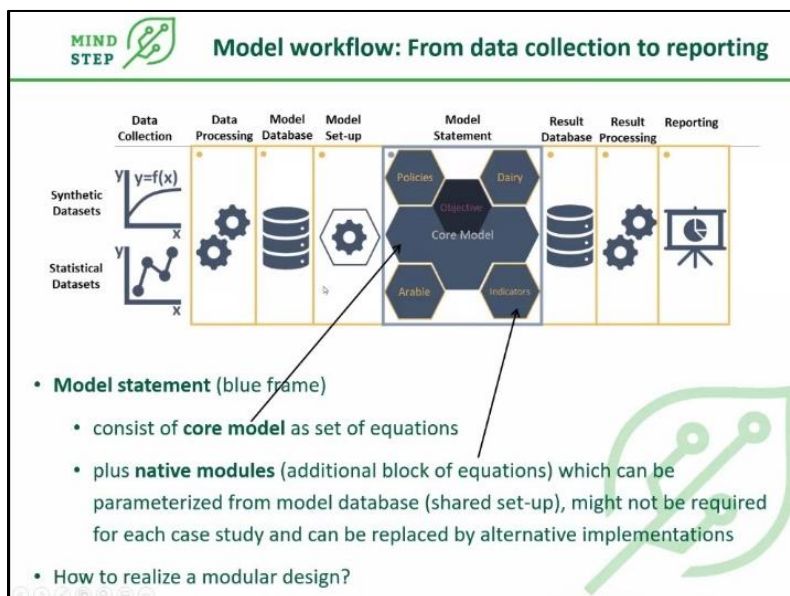 MIND
STEP
Model workflow: From data collection to reporting
Data
Collection
Data
Processing
Model
Database
Model
Set-up
Model
Statement
Result
Database
Result
Processing
Reporting
Synthetic
Datasets
y
y=f(x)
x
Statistical
Datasets
y
x
Policies
Dairy
Objective
Core Model
Arable
Indicators
• Model statement (blue frame)
• consist of core model as set of equations
• plus native modules (additional block of equations) which can be
parameterized from model database (shared set-up), might not be required
for each case study and can be replaced by alternative implementations
• How to realize a modular design?